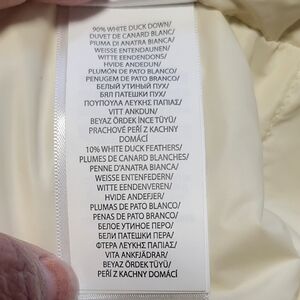 90% WHITE DUCK DOWN/
DUVET DE CANARD BLANC/
PIUMA DI ANATRA BIANCA/
WEISSE ENTENDAUNEN/
WITTE EENDENDONS/
HVIDE ANDEDUN/
PLUMÓN DE PATO BLANCO/
PENUGEM DE PATO BRANCO/
БЕЛЫЙ УТИНЫЙ ПУХ/
БЯЛ ПАТЕШКИ ПУХ/
ΠΟΥΠΟΥΛΑ ΛΕΥΚΗΣ ΠΑΠΙΑΣ/
VITT ANKDUN/
BEYAZ ÖRDEK İNCE TÜYÜ/
PRACHOVÉ PEŘÍ Z KACHNY
DOMÁCÍ
10% WHITE DUCK FEATHERS/
PLUMES DE CANARD BLANCHES/
PENNE D'ANATRA BIANCA/
WEISSE ENTENFEDERN/
WITTE EENDENVEREN/
HVIDE ANDEFJER/
PLUMAS DE PATO BLANCO/
PENAS DE PATO BRANCO/
БЕЛОЕ УТИНОЕ ПЕРО/
БЕЛИ ПАТЕШКИ ПЕРА/
ΦΤΕΡΑ ΛΕΥΚΗΣ ΠΑΠΙΑΣ/
VITA ANKFJÄDRAR/
BEYAZ ÖRDEK TÜYÜ/
PEŘÍ Z KACHNY DOMÁCÍ